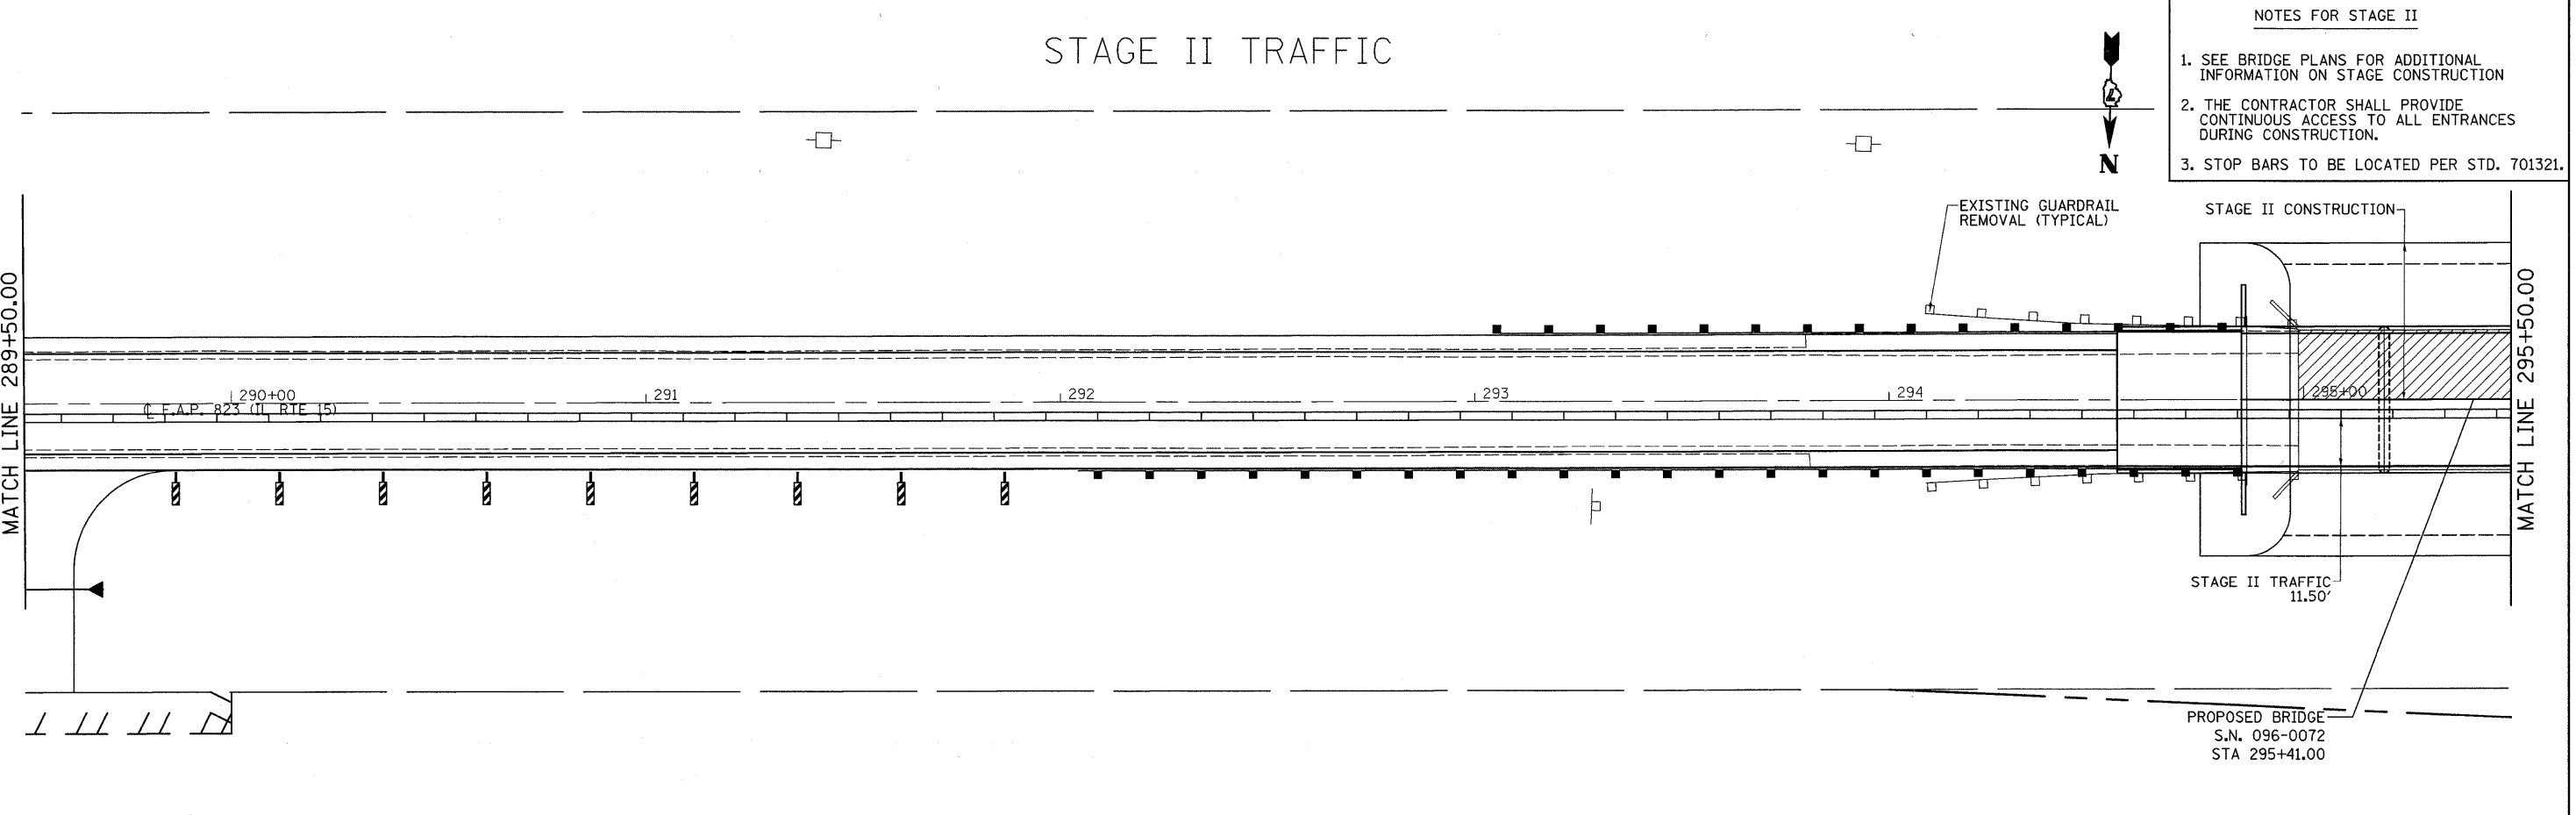 STAGE II TRAFFIC
NOTES FOR STAGE II
1. SEE BRIDGE PLANS FOR ADDITIONAL
INFORMATION ON STAGE CONSTRUCTION
2. THE CONTRACTOR SHALL PROVIDE
CONTINUOUS ACCESS TO ALL ENTRANCES
DURING CONSTRUCTION.
3. STOP BARS TO BE LOCATED PER STD. 701321.
N
EXISTING GUARDRAIL
REMOVAL (TYPICAL)
STAGE II CONSTRUCTION
MATCH LINE 289+50.00
290+00
291
292
293
294
295+00
℄ F.A.P. 823 (IL RTE 15)
MATCH LINE 295+50.00
STAGE II TRAFFIC
11.50'
PROPOSED BRIDGE
S.N. 096-0072
STA 295+41.00